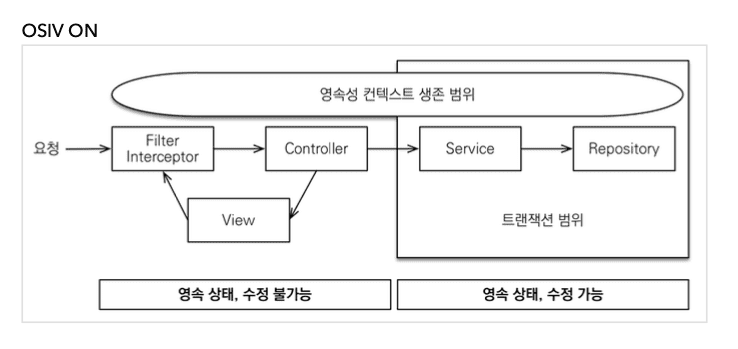 OSIV ON
영속성 컨텍스트 생존 범위
요청
Filter
Interceptor
Controller
Service
Repository
View
트랜잭션 범위
영속 상태, 수정 불가능
영속 상태, 수정 가능